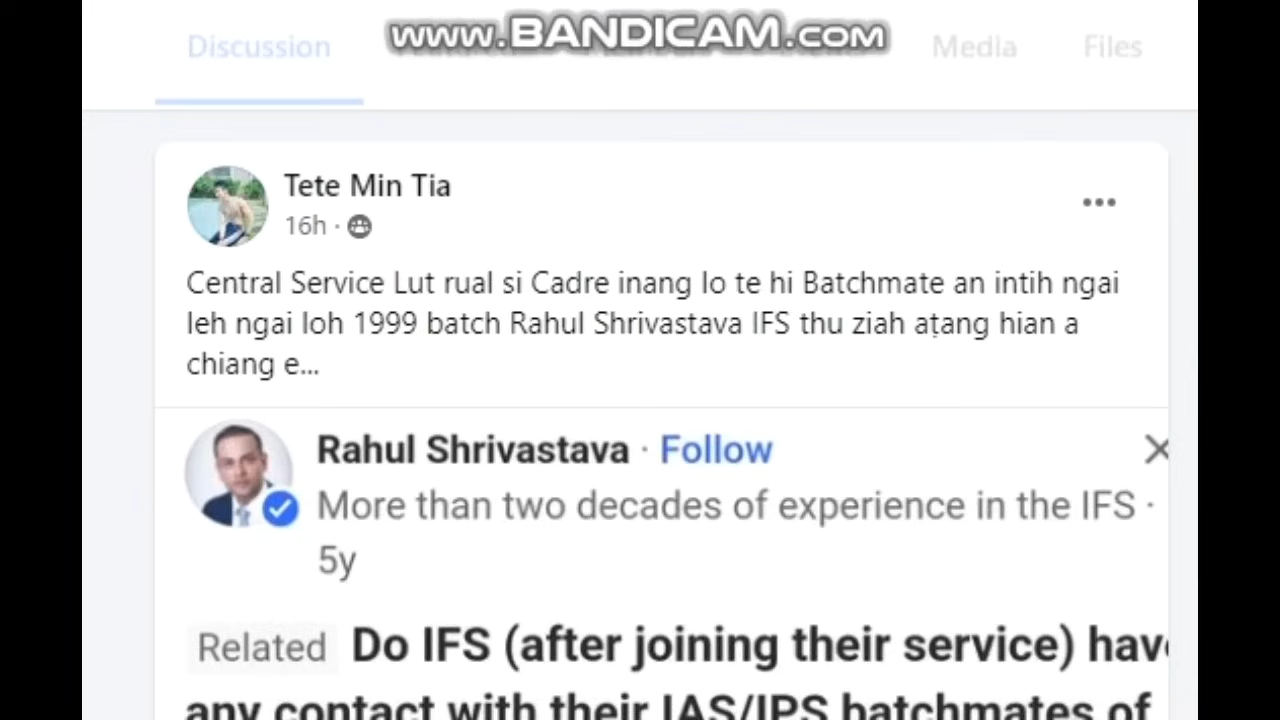 www.BANDICAM.com
Discussion
Media
Files
Tete Min Tia
16h ·
Central Service Lut rual si Cadre inang lo te hi Batchmate an intih ngai
leh ngai loh 1999 batch Rahul Shrivastava IFS thu ziah aṭang hian a
chiang e...
Rahul Shrivastava · Follow
More than two decades of experience in the IFS ·
5y
Related Do IFS (after joining their service) have
any contact with their IAS/IPS batchmates of